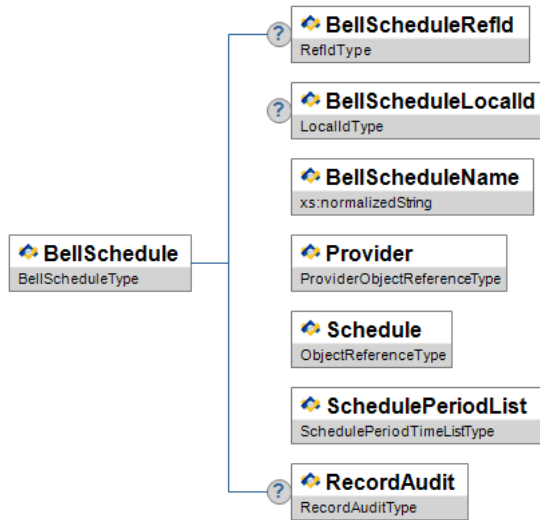 ?
BellScheduleRefId
RefIdType
?
BellScheduleLocalId
LocalIdType
BellScheduleName
xs:normalizedString
BellSchedule
BellScheduleType
Provider
ProviderObjectReferenceType
Schedule
ObjectReferenceType
SchedulePeriodList
SchedulePeriodTimeListType
?
RecordAudit
RecordAuditType